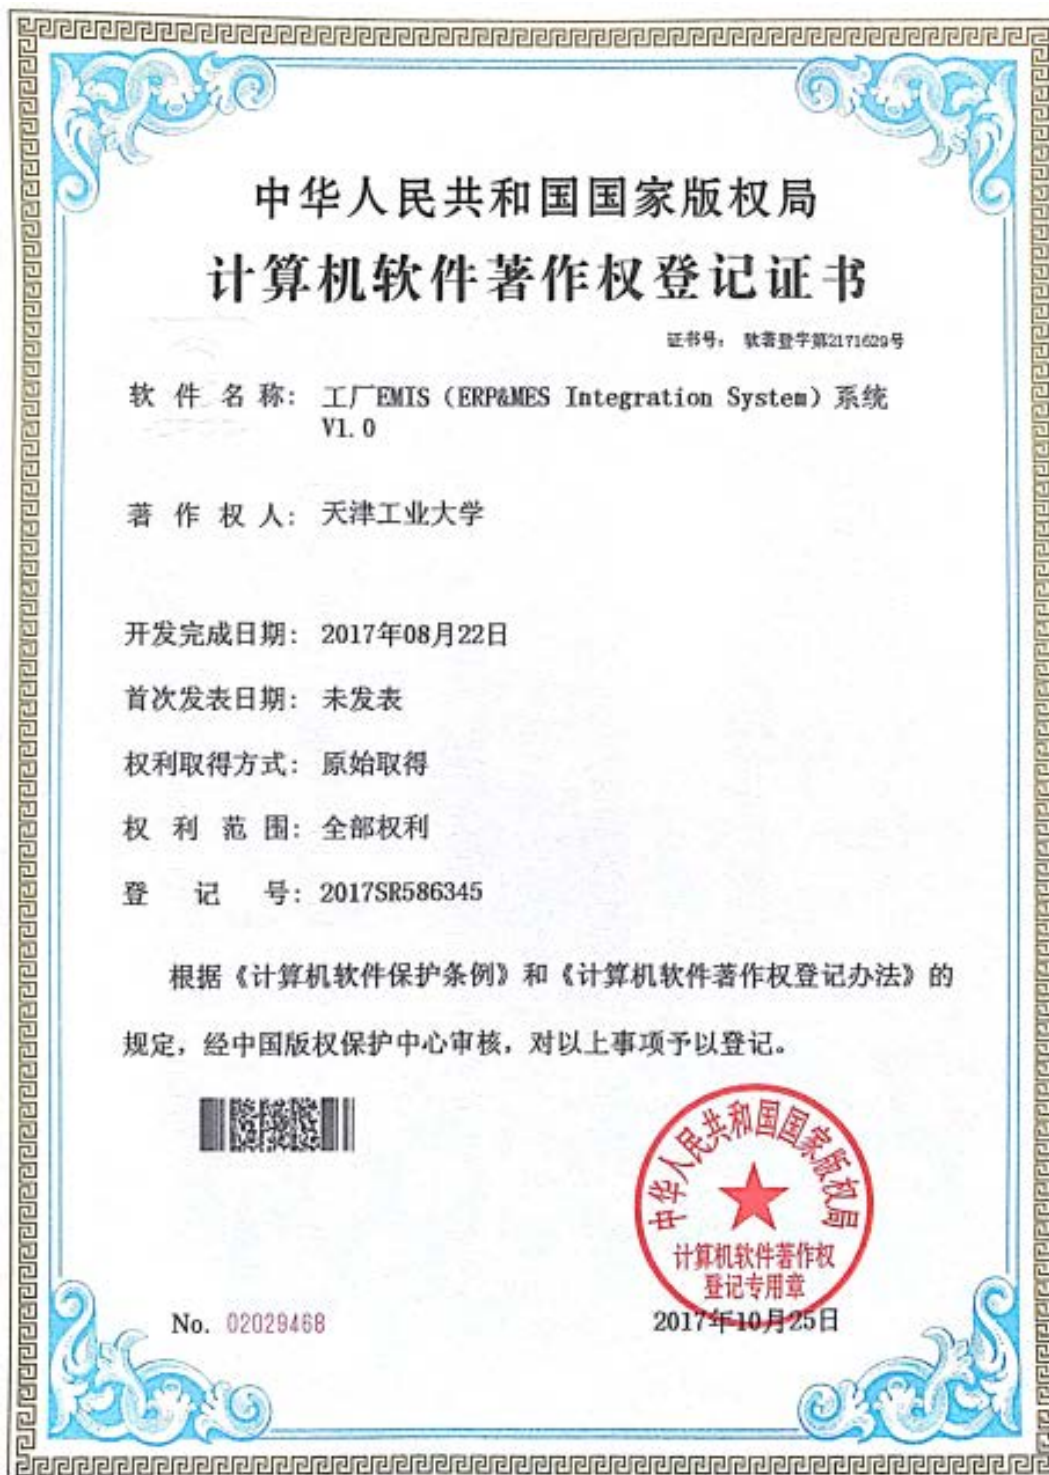 中华人民共和国国家版权局
计算机软件著作权登记证书
证书号： 软著登字第2171629号
软件名称： 工厂EMIS（ERP&MES Integration System）系统
V1.0
著作权人： 天津工业大学
开发完成日期： 2017年08月22日
首次发表日期： 未发表
权利取得方式： 原始取得
权利范围： 全部权利
登记号： 2017SR586345
根据《计算机软件保护条例》和《计算机软件著作权登记办法》的
规定，经中国版权保护中心审核，对以上事项予以登记。
中华人民共和国国家版权局
计算机软件著作权
登记专用章
No. 02029468
2017年10月25日